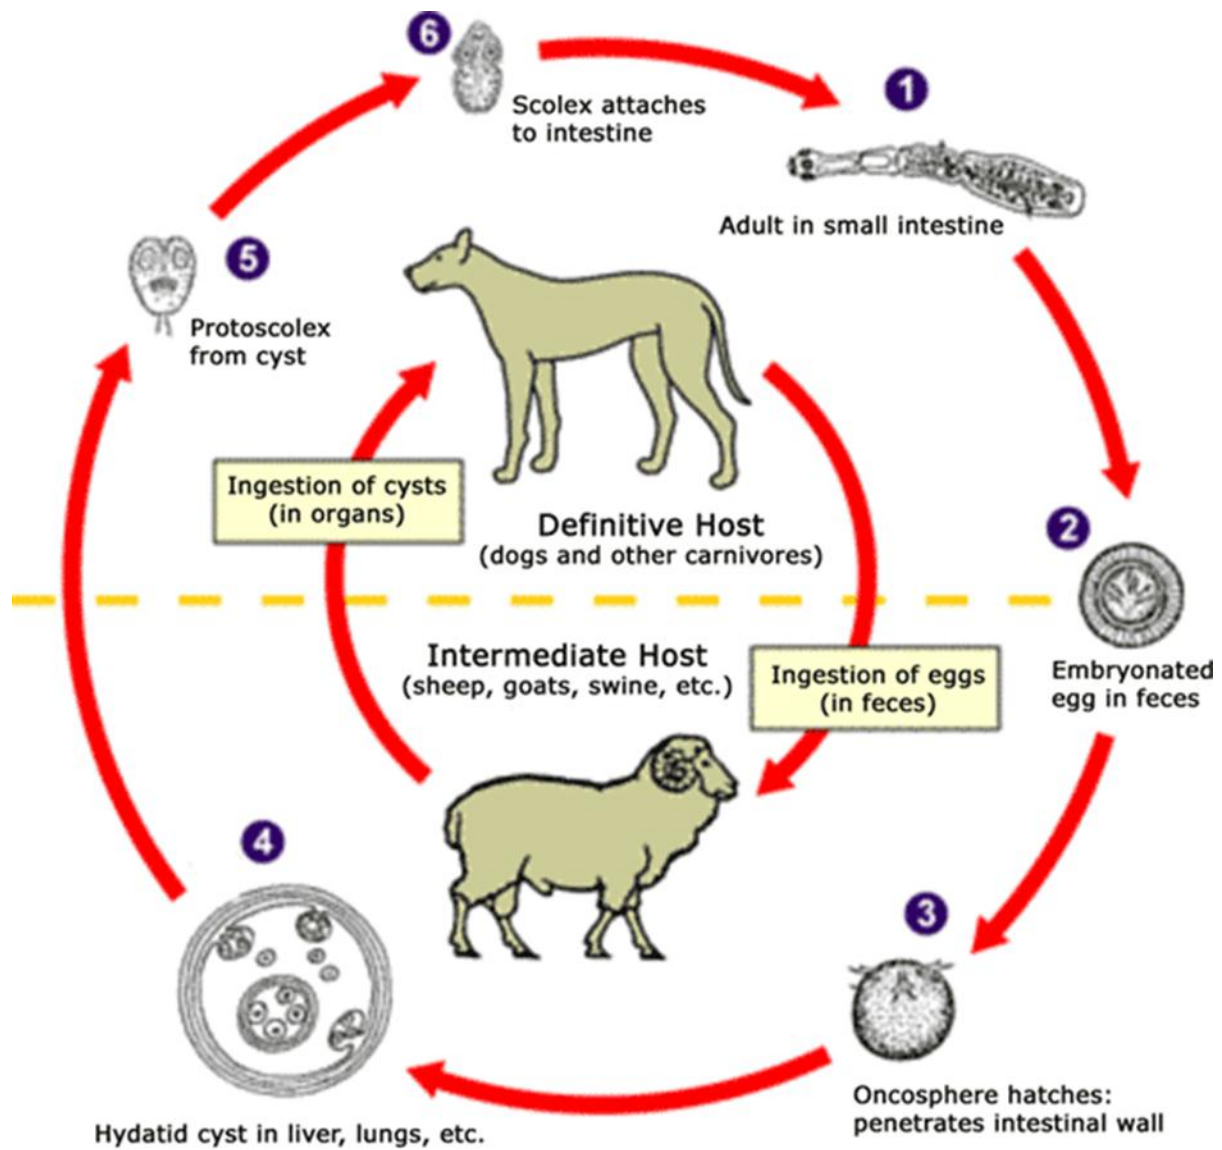 6
Scolex attaches
to intestine
1
Adult in small intestine
5
Protoscolex
from cyst
Ingestion of cysts
(in organs)
Definitive Host
(dogs and other carnivores)
2
Embryonated
egg in feces
Intermediate Host
(sheep, goats, swine, etc.)
Ingestion of eggs
(in feces)
4
3
Oncosphere hatches:
penetrates intestinal wall
Hydatid cyst in liver, lungs, etc.